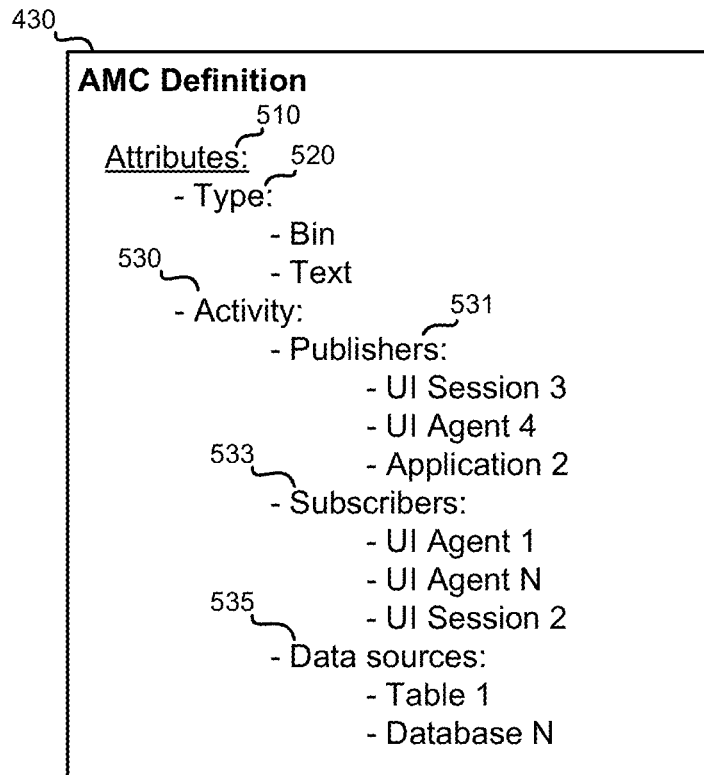 430
AMC Definition
510
Attributes:
520
- Type:
- Bin
- Text
530
- Activity:
531
- Publishers:
- UI Session 3
- UI Agent 4
- Application 2
533
- Subscribers:
- UI Agent 1
- UI Agent N
- UI Session 2
535
- Data sources:
- Table 1
- Database N